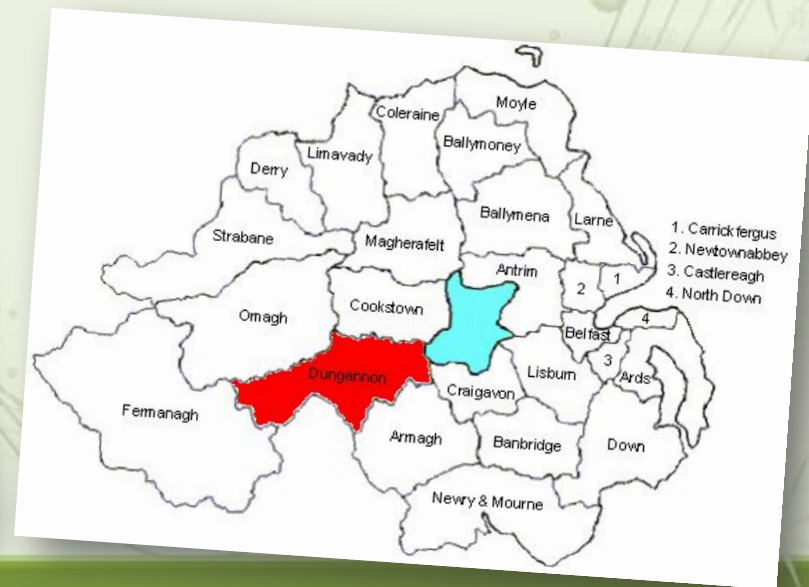 Moyle
Coleraine
Ballymoney
Limavady
Derry
Ballymena
Larne
Strabane
Magherafelt
1. Carrickfergus
2. Newtownabbey
3. Castlereagh
4. North Down
Antrim
2
1
Omagh
Cookstown
4
Belfast
3
Lisburn
Ards
Dungannon
Craigavon
Fermanagh
Armagh
Banbridge
Down
Newry & Mourne